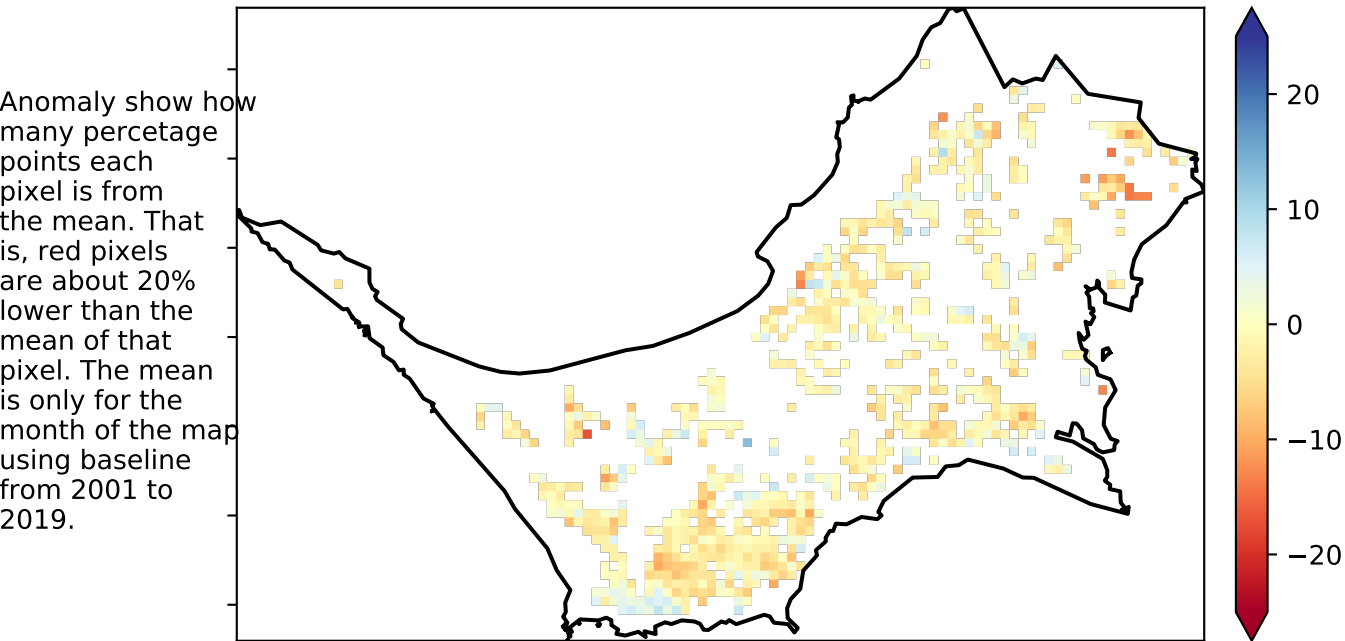 Anomaly show how
many percetage
points each
pixel is from
the mean. That
is, red pixels
are about 20%
lower than the
mean of that
pixel. The mean
is only for the
month of the map
using baseline
from 2001 to
2019.
20
10
0
−10
−20